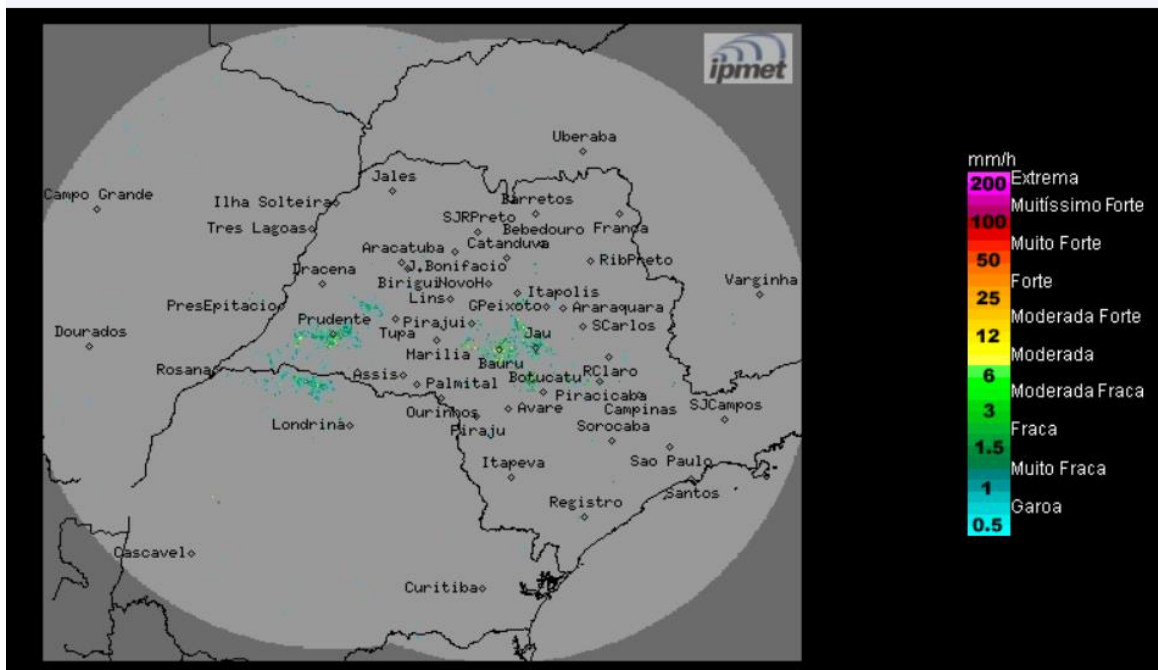 ipmet
Uberaba
Jales
Campo Grande
Ilha Solteira
Barretos
SJRPreto
Tres Lagoas
Bebedouro
Franca
Catanduva
Aracatuba
J.Bonifacio
RibPreto
Dracena
Birigui
NovoH
Itapolis
Varginha
Lins
PresEpitacio
GPeixoto
Araraquara
Prudente
Pirajui
SCarlos
Dourados
Tupa
Jau
Marilia
Bauru
Rosana
Assis
Botucatu
RClaro
Palmital
Piracicaba
Ourinhos
Avare
Campinas
SJCampos
Londrina
Piraju
Sorocaba
Itapeva
Sao Paulo
Santos
Registro
Cascavel
Curitiba
mm/h
200 Extrema
Muitíssimo Forte
100
Muito Forte
50
Forte
25
Moderada Forte
12
Moderada
6
Moderada Fraca
3
Fraca
1.5
Muito Fraca
1
Garoa
0.5